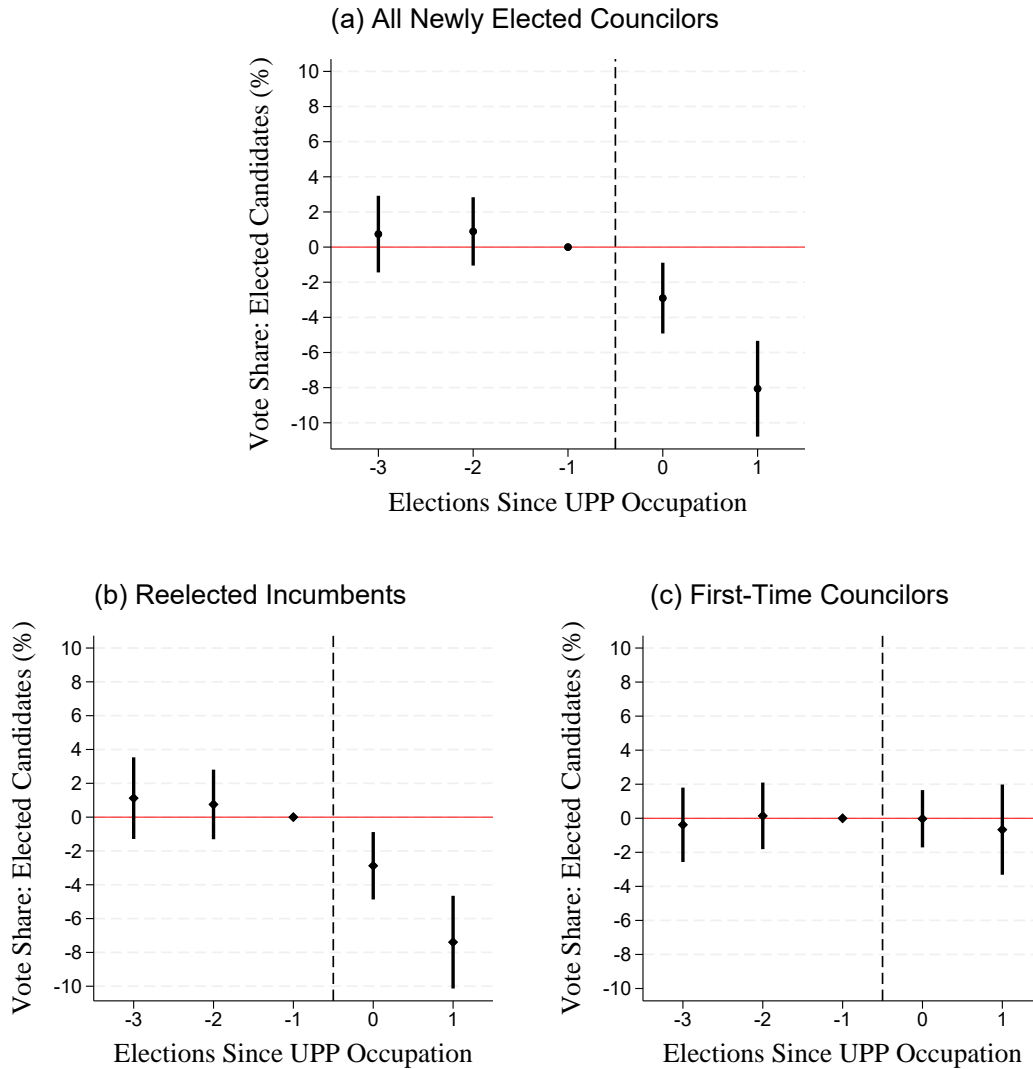 (a) All Newly Elected Councilors
Vote Share: Elected Candidates (%)
10
8
6
4
2
0
-2
-4
-6
-8
-10
-3 -2 -1 0 1
Elections Since UPP Occupation
(b) Reelected Incumbents
Vote Share: Elected Candidates (%)
10
8
6
4
2
0
-2
-4
-6
-8
-10
-3 -2 -1 0 1
Elections Since UPP Occupation
(c) First-Time Councilors
Vote Share: Elected Candidates (%)
10
8
6
4
2
0
-2
-4
-6
-8
-10
-3 -2 -1 0 1
Elections Since UPP Occupation